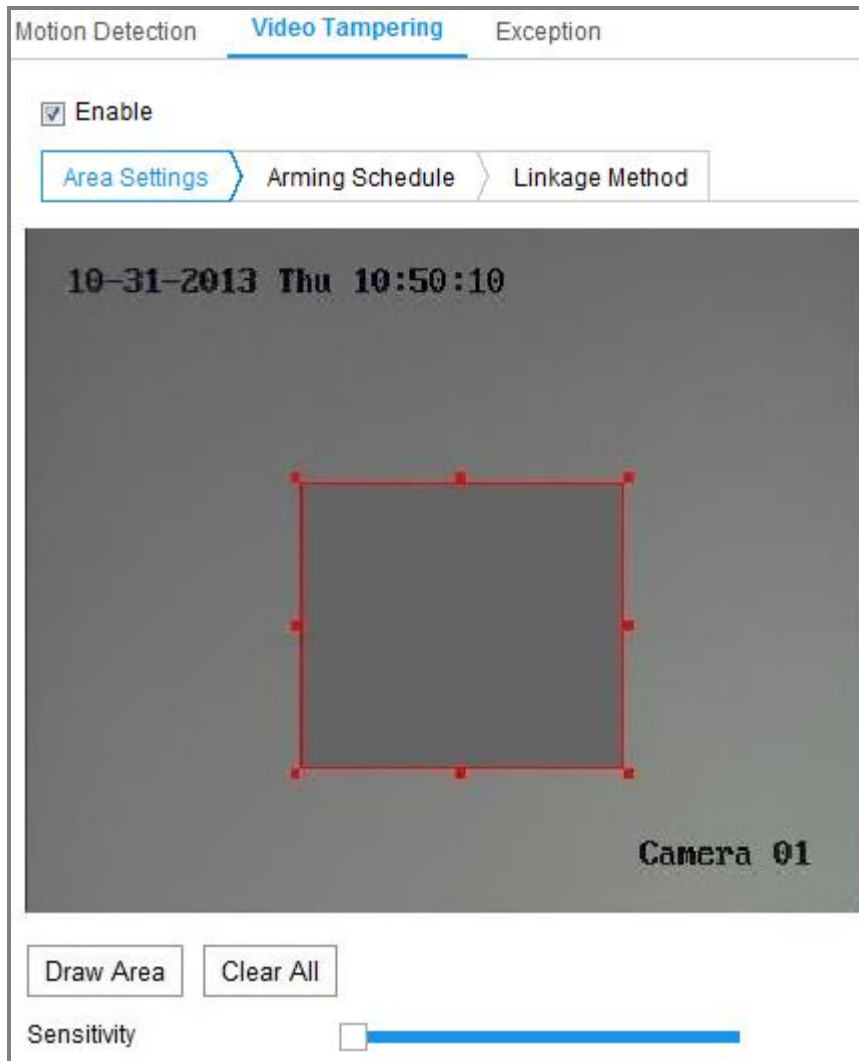 Motion Detection Video Tampering Exception
Enable
Area Settings Arming Schedule Linkage Method
10-31-2013 Thu 10:50:10
Camera 01
Draw Area Clear All
Sensitivity